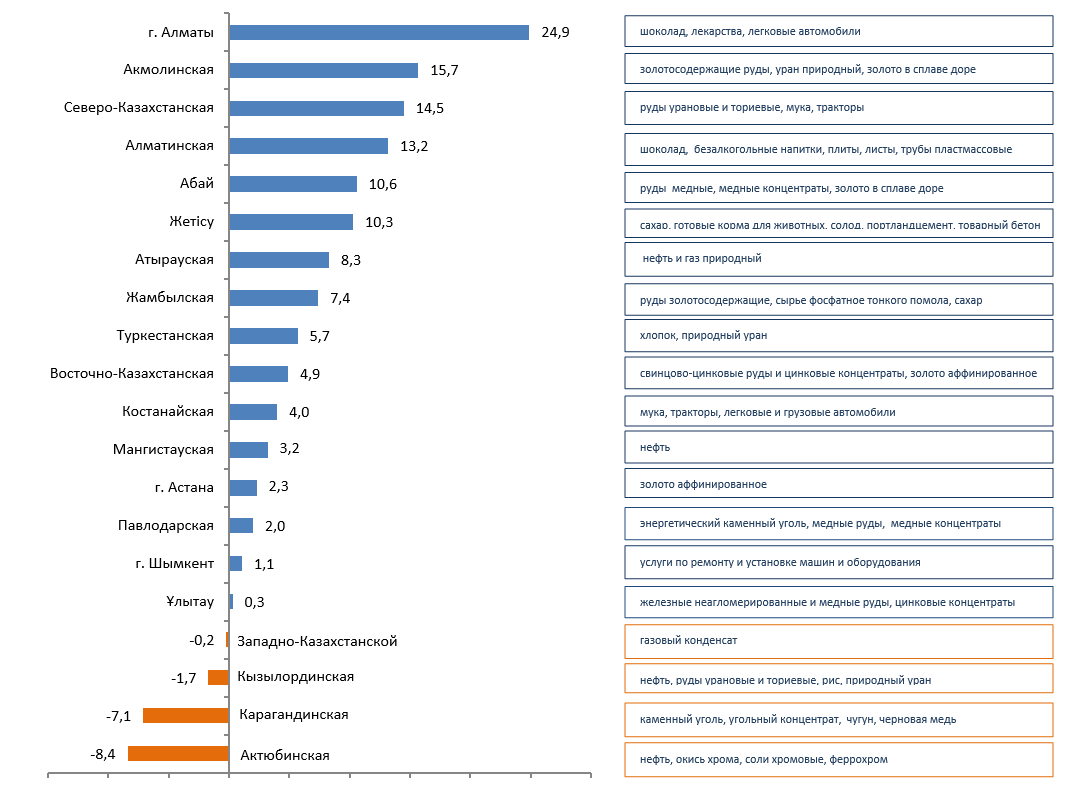 г. Алматы 24,9 шоколад, лекарства, легковые автомобили
Акмолинская 15,7 золотосодержащие руды, уран природный, золото в сплаве доре
Северо-Казахстанская 14,5 руды урановые и ториевые, мука, тракторы
Алматинская 13,2 шоколад, безалкогольные напитки, плиты, листы, трубы пластмассовые
Абай 10,6 руды медные, медные концентраты, золото в сплаве доре
Жетісу 10,3 сахар, готовые корма для животных, солод, портландцемент, товарный бетон
Атырауская 8,3 нефть и газ природный
Жамбылская 7,4 руды золотосодержащие, сырье фосфатное тонкого помола, сахар
Туркестанская 5,7 хлопок, природный уран
Восточно-Казахстанская 4,9 свинцово-цинковые руды и цинковые концентраты, золото аффинированное
Костанайская 4,0 мука, тракторы, легковые и грузовые автомобили
Мангистауская 3,2 нефть
г. Астана 2,3 золото аффинированное
Павлодарская 2,0 энергетический каменный уголь, медные руды, медные концентраты
г. Шымкент 1,1 услуги по ремонту и установке машин и оборудования
Ұлытау 0,3 железные неагломерированные и медные руды, цинковые концентраты
-0,2 Западно-Казахстанской газовый конденсат
-1,7 Кызылординская нефть, руды урановые и ториевые, рис, природный уран
-7,1 Карагандинская каменный уголь, угольный концентрат, чугун, черновая медь
-8,4 Актюбинская нефть, окись хрома, соли хромовые, феррохром